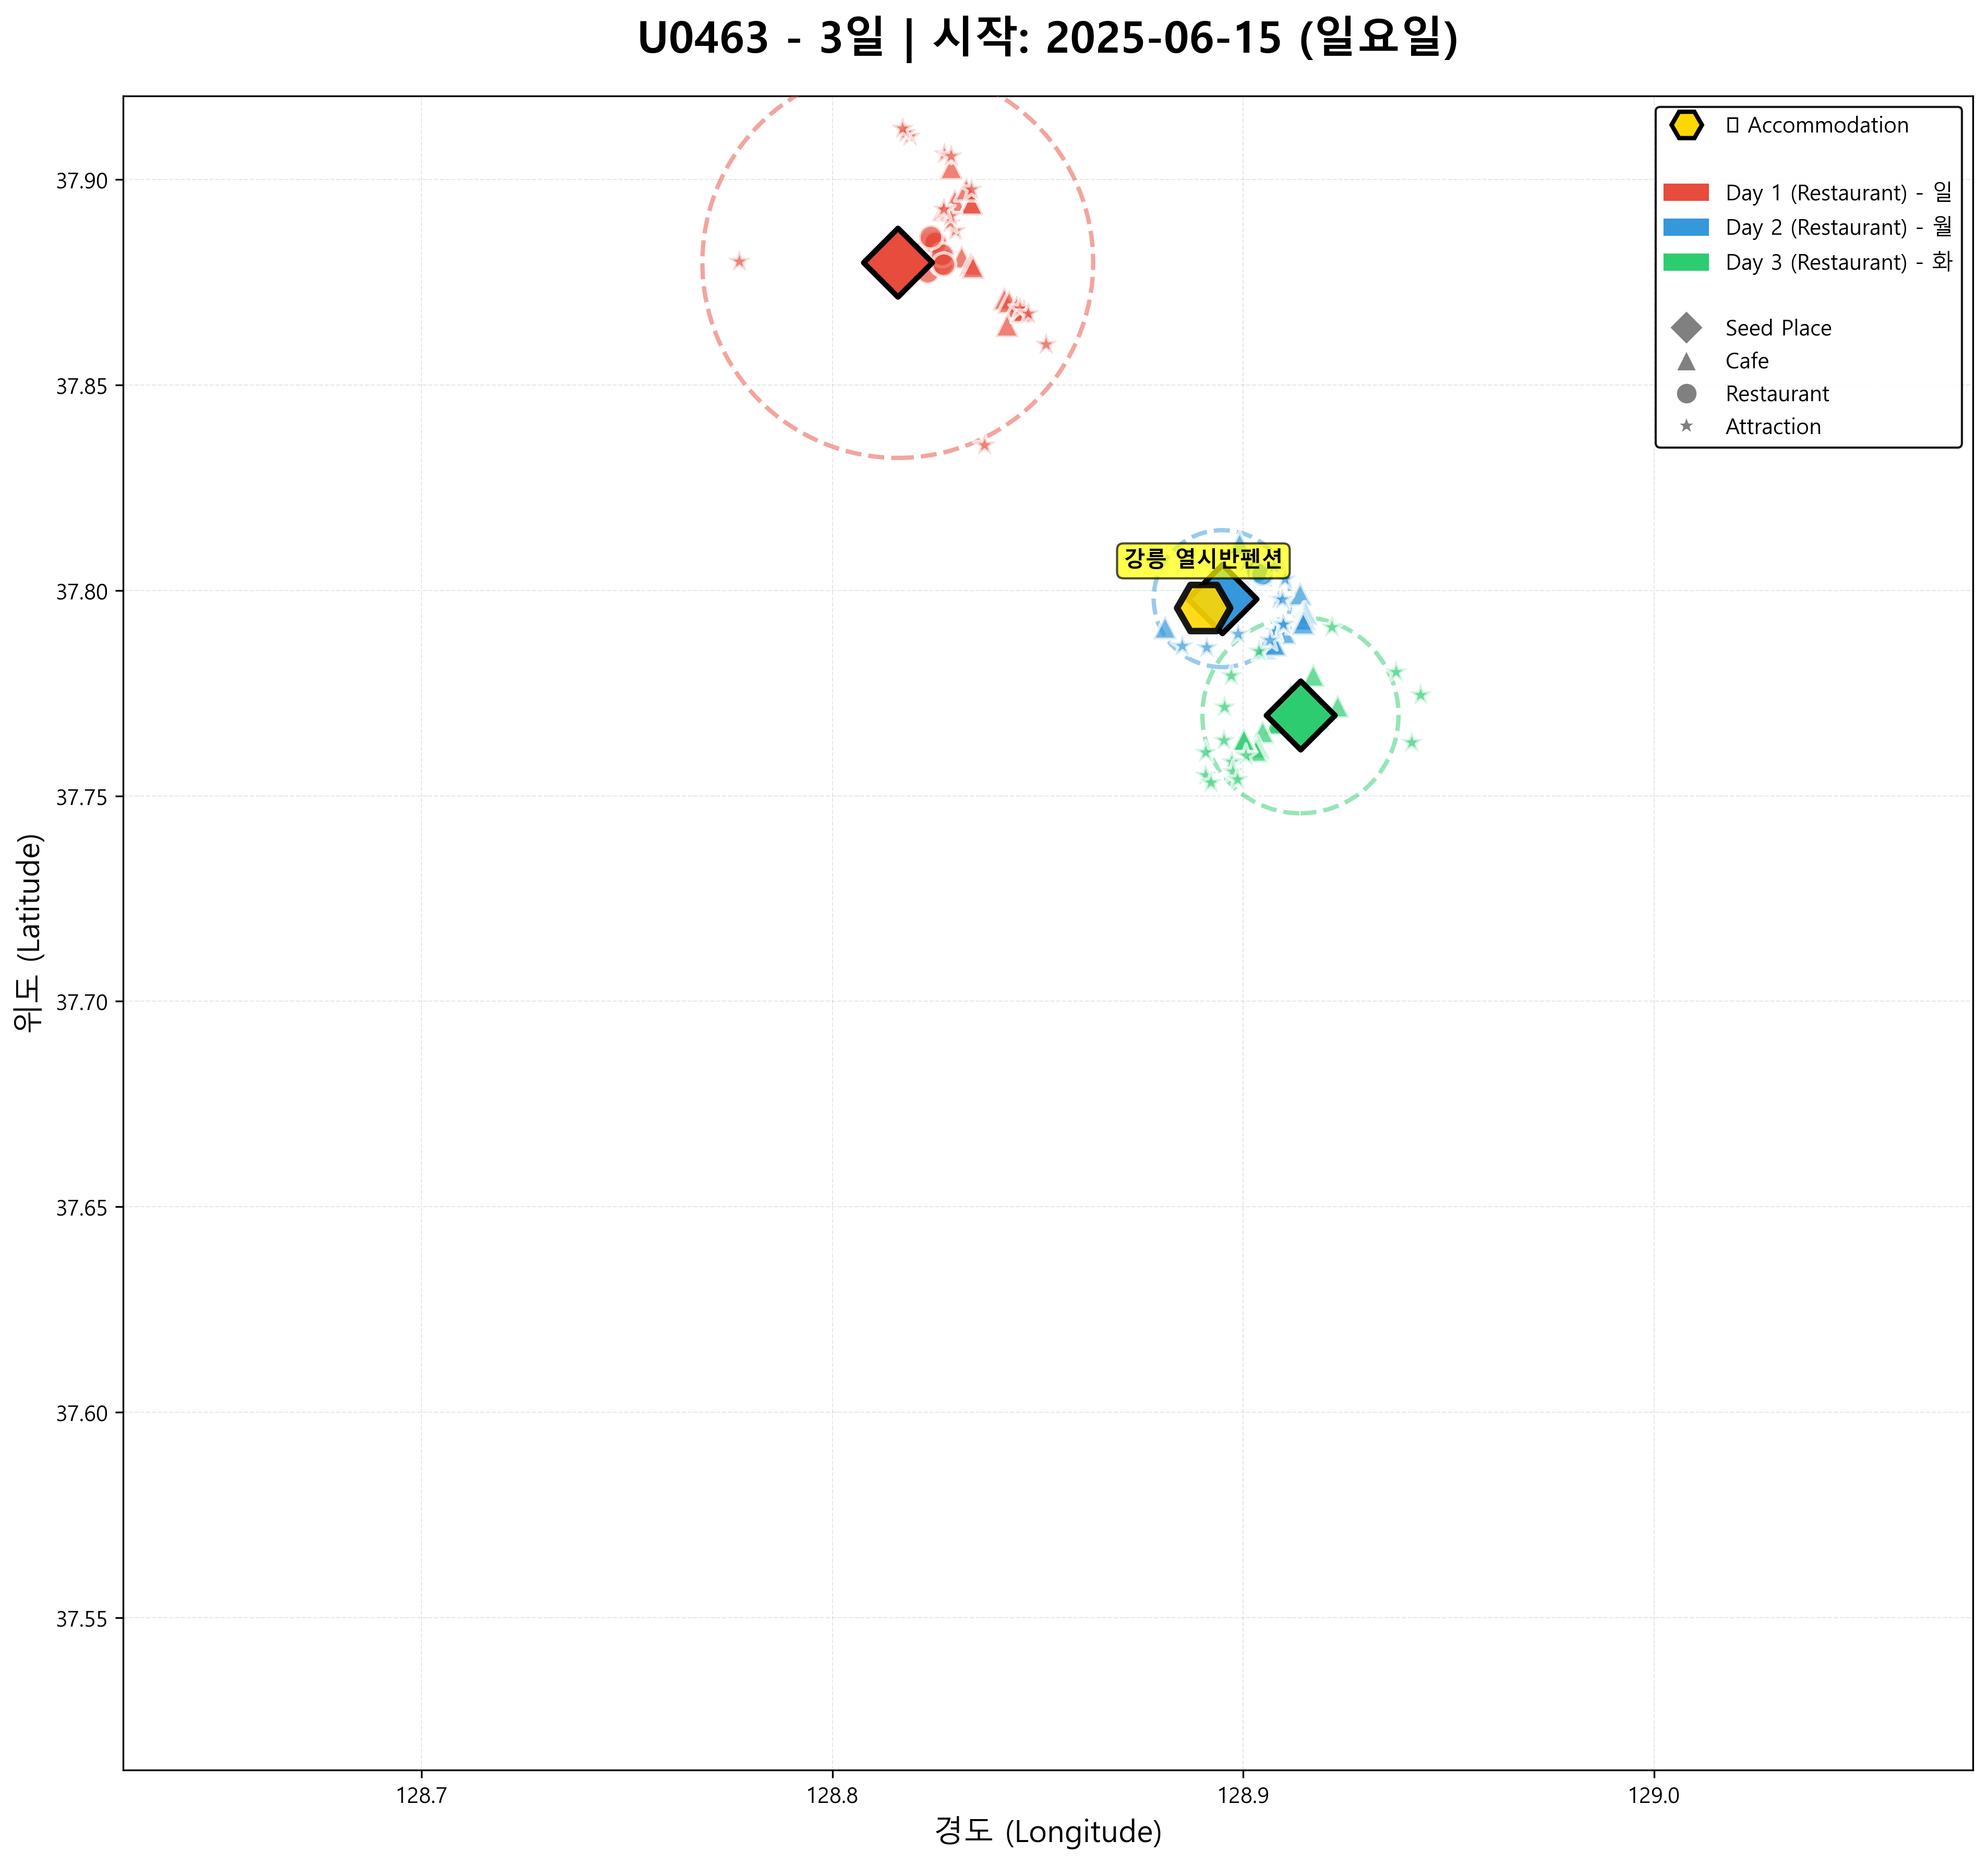 U0463 - 3일 | 시작: 2025-06-15 (일요일)
Accommodation
Day 1 (Restaurant) - 일
Day 2 (Restaurant) - 월
Day 3 (Restaurant) - 화
Seed Place
Cafe
Restaurant
Attraction
강릉 열시반펜션
위도 (Latitude)
37.90
37.85
37.80
37.75
37.70
37.65
37.60
37.55
128.7
128.8
128.9
129.0
경도 (Longitude)